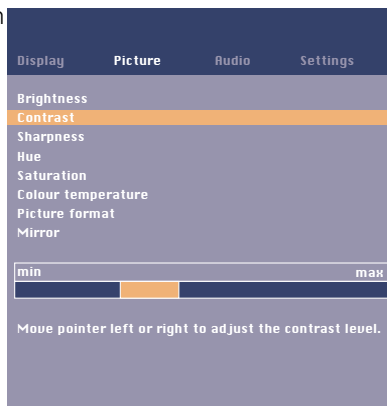 Display Picture Audio Settings
Brightness
Contrast
Sharpness
Hue
Saturation
Colour temperature
Picture format
Mirror
min max
Move pointer left or right to adjust the contrast level.